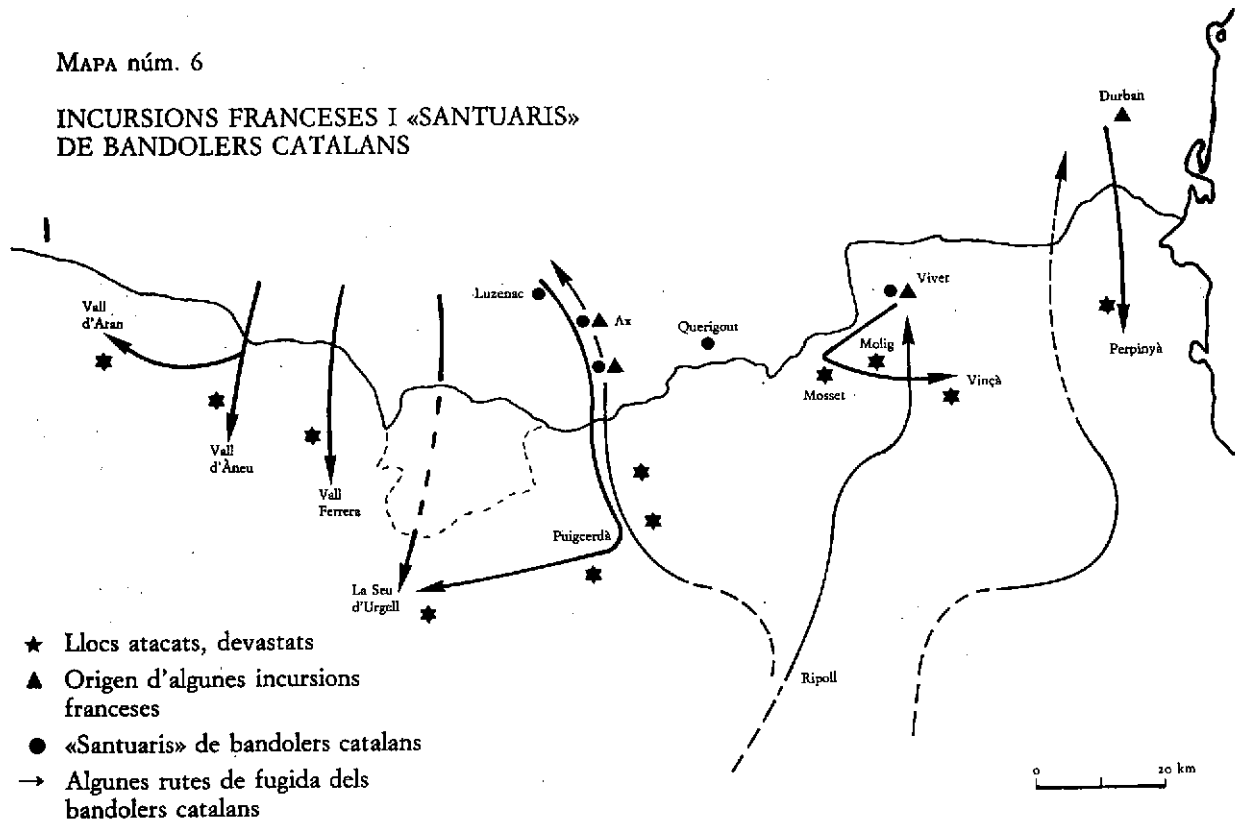 MAPA núm. 6
INCURSIONS FRANCESES I «SANTUARIS»
DE BANDOLERS CATALANS
Durban
Vall
d'Aran
Luzenac
Ax
Querigout
Vivet
Molig
Mosset
Vinçà
Perpinyà
Vall
d'Àneu
Vall
Ferrera
Puigcerdà
La Seu
d'Urgell
Ripoll
★ Llocs atacats, devastats
▲ Origen d'algunes incursions
franceses
● «Santuaris» de bandolers catalans
→ Algunes rutes de fugida dels
bandolers catalans
0 20 km